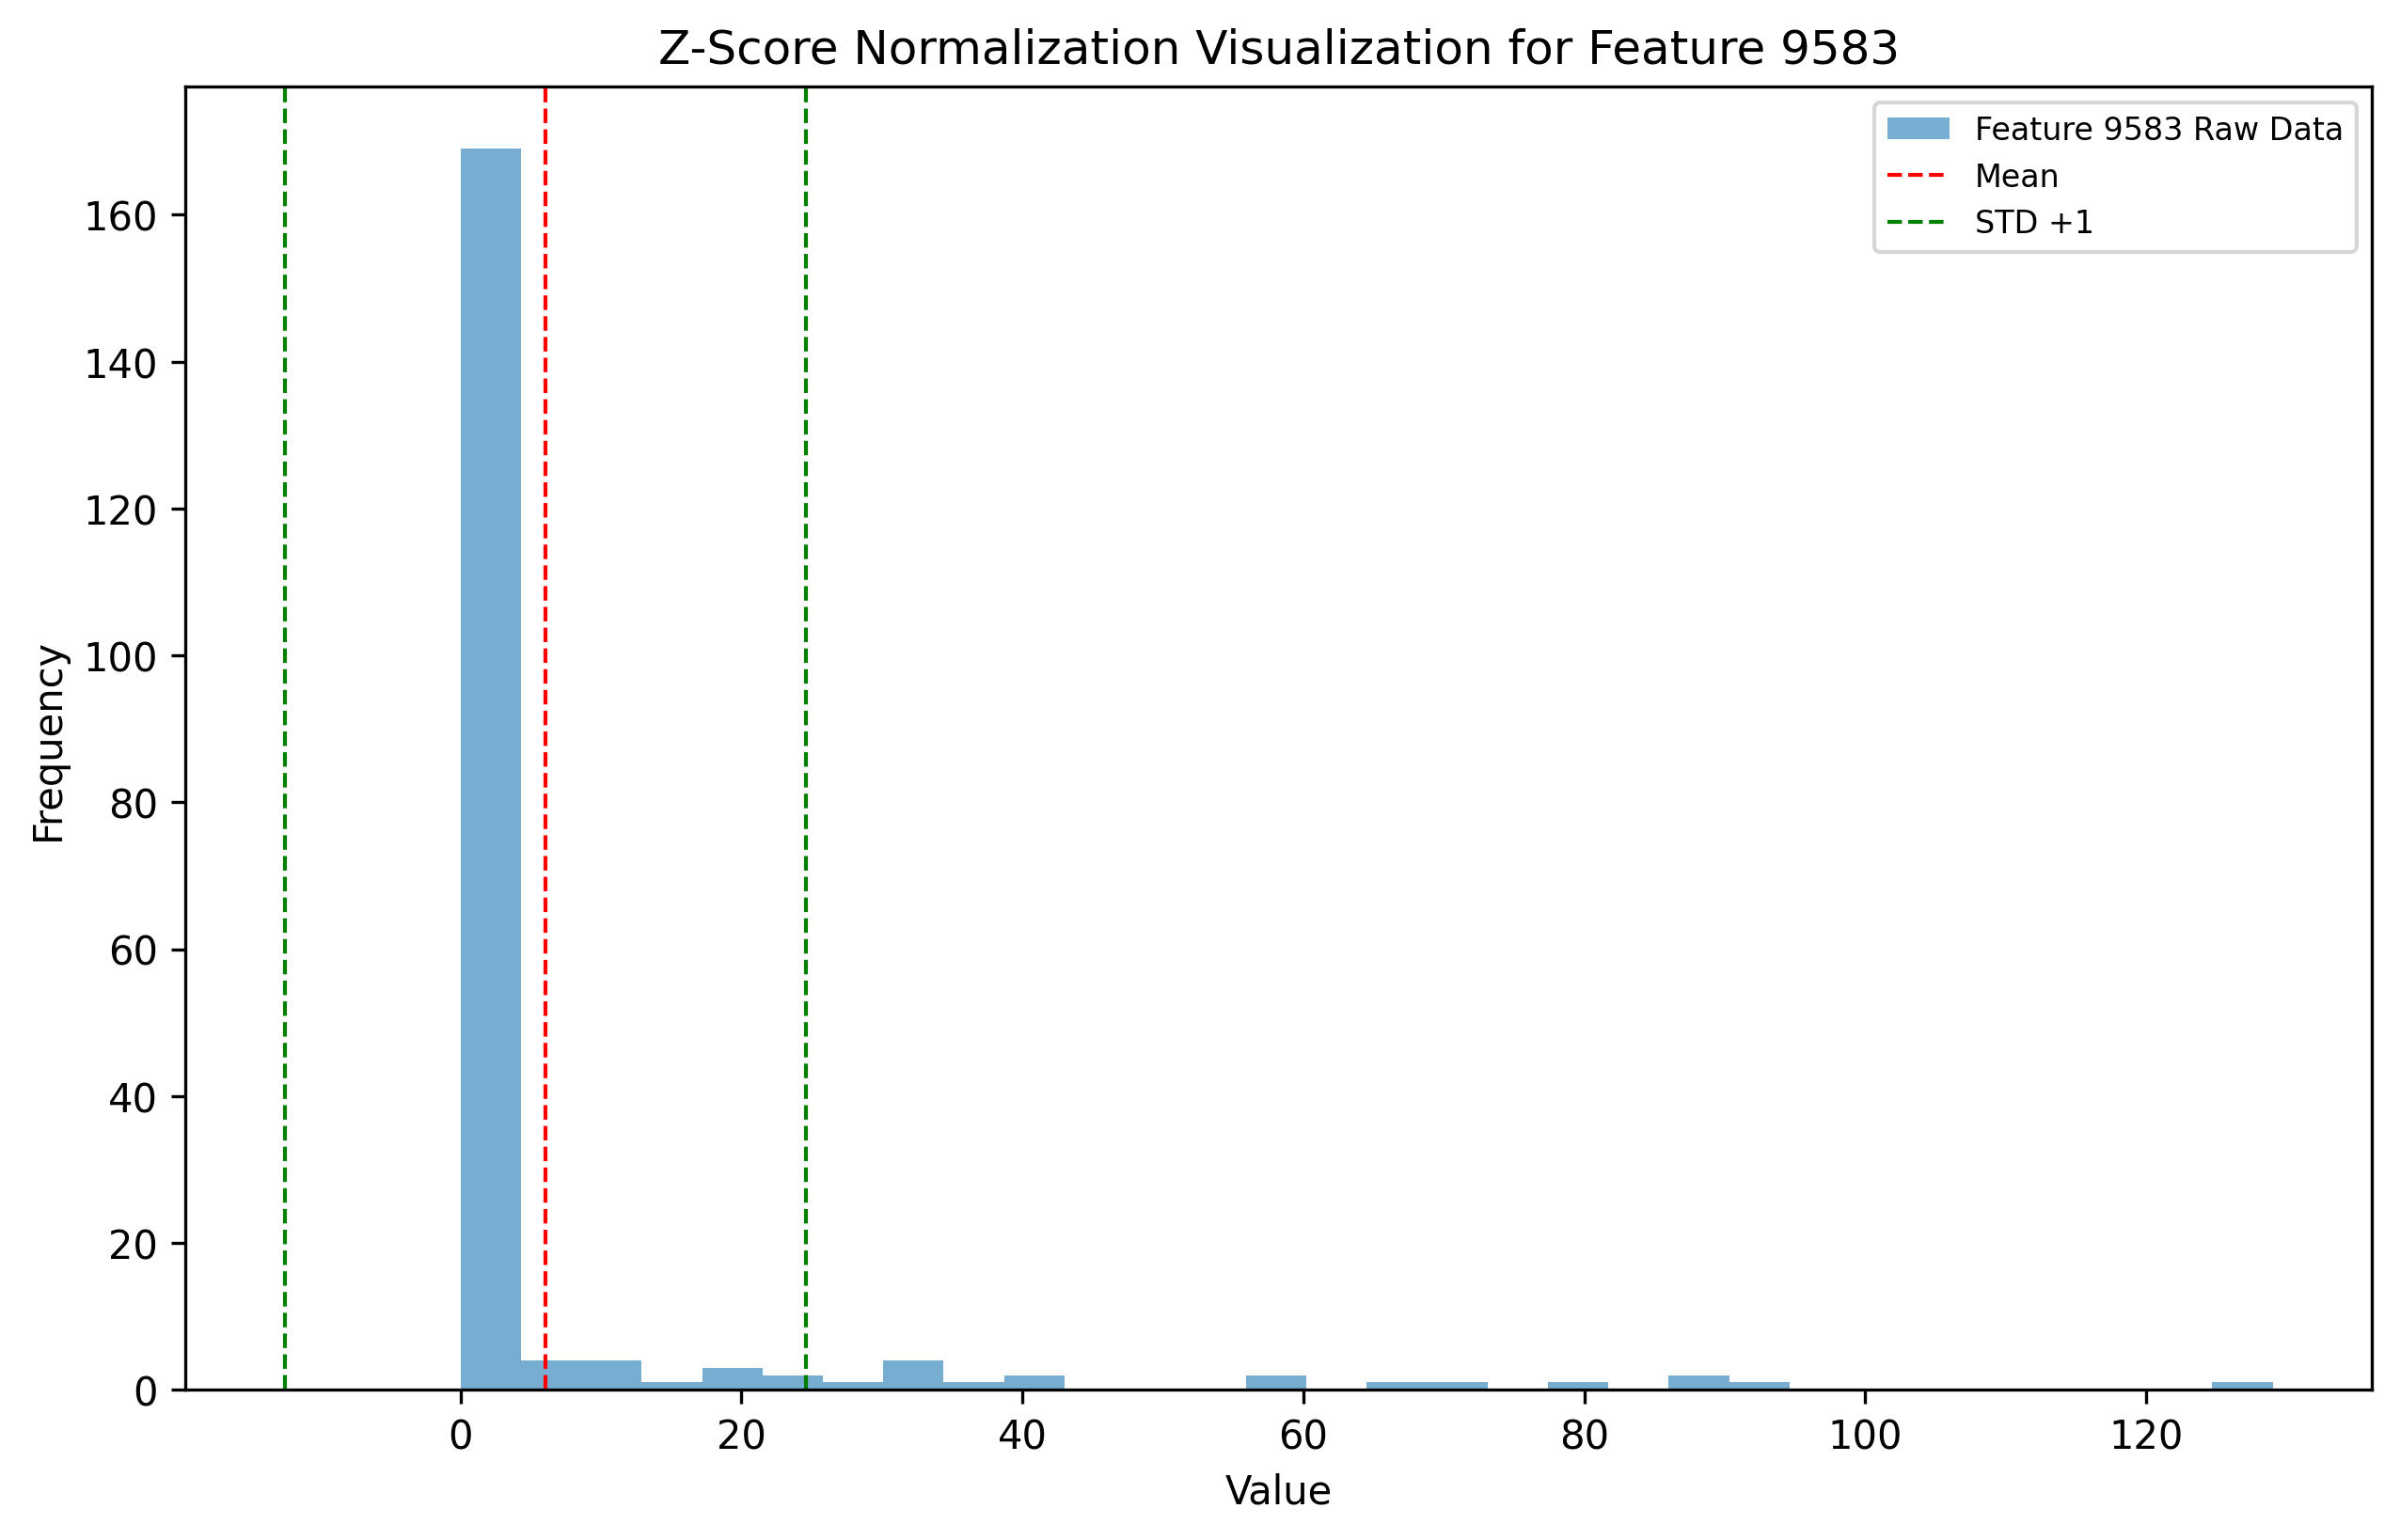 Z-Score Normalization Visualization for Feature 9583
Feature 9583 Raw Data
Mean
STD +1
Frequency
160
140
120
100
80
60
40
20
0
0 20 40 60 80 100 120
Value